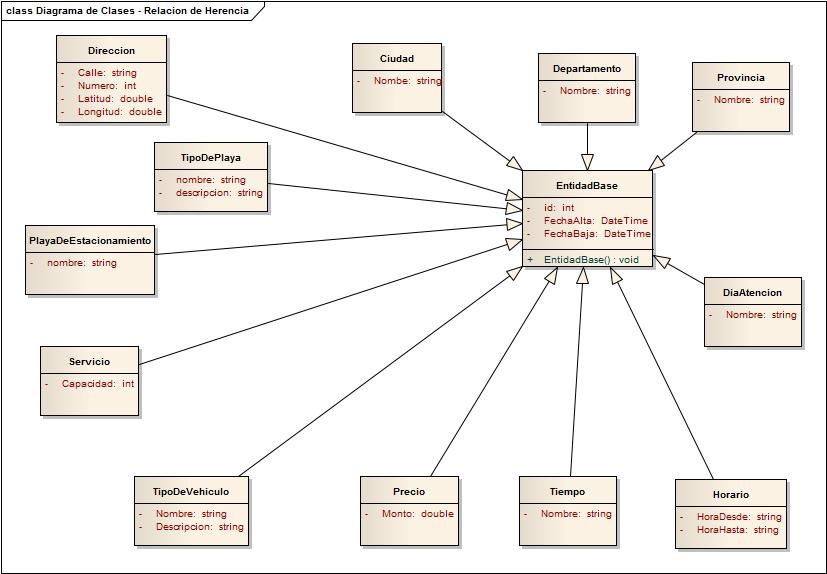 class Diagrama de Clases - Relacion de Herencia
Direccion
- Calle: string
- Numero: int
- Latitud: double
- Longitud: double
Ciudad
- Nombe: string
Departamento
- Nombre: string
Provincia
- Nombre: string
TipoDePlaya
- nombre: string
- descripcion: string
EntidadBase
- id: int
- FechaAlta: DateTime
- FechaBaja: DateTime
+ EntidadBase() : void
PlayaDeEstacionamiento
- nombre: string
DiaAtencion
- Nombre: string
Servicio
- Capacidad: int
TipoDeVehiculo
- Nombre: string
- Descripcion: string
Precio
- Monto: double
Tiempo
- Nombre: string
Horario
- HoraDesde: string
- HoraHasta: string